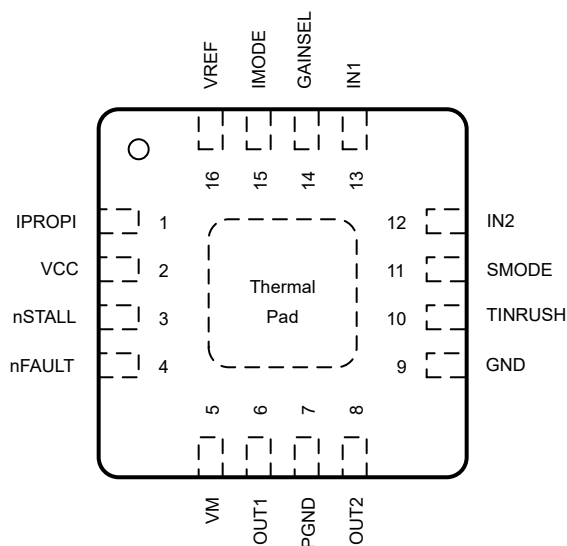 VREF
IMODE
GAINSEL
IN1
16
15
14
13
IPROPI 1
VCC 2
nSTALL 3
nFAULT 4
Thermal
Pad
12 IN2
11 SMODE
10 TINRUSH
9 GND
5
6
7
8
VM
OUT1
PGND
OUT2